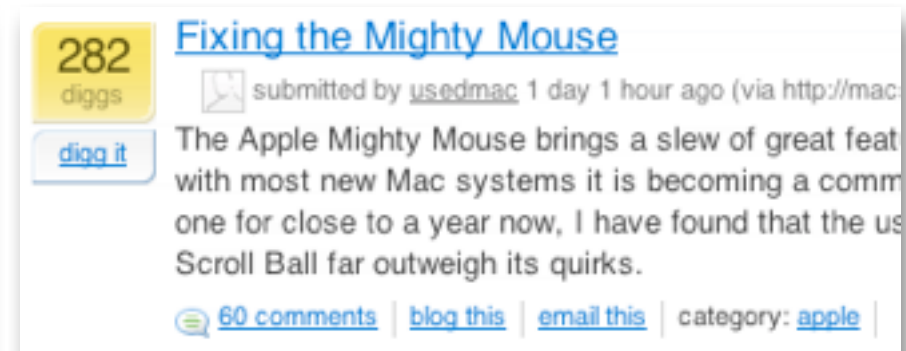 282
diggs
digg it
Fixing the Mighty Mouse
submitted by usedmac 1 day 1 hour ago (via http://mac
The Apple Mighty Mouse brings a slew of great feat
with most new Mac systems it is becoming a comm
one for close to a year now, I have found that the us
Scroll Ball far outweigh its quirks.
60 comments | blog this | email this | category: apple |